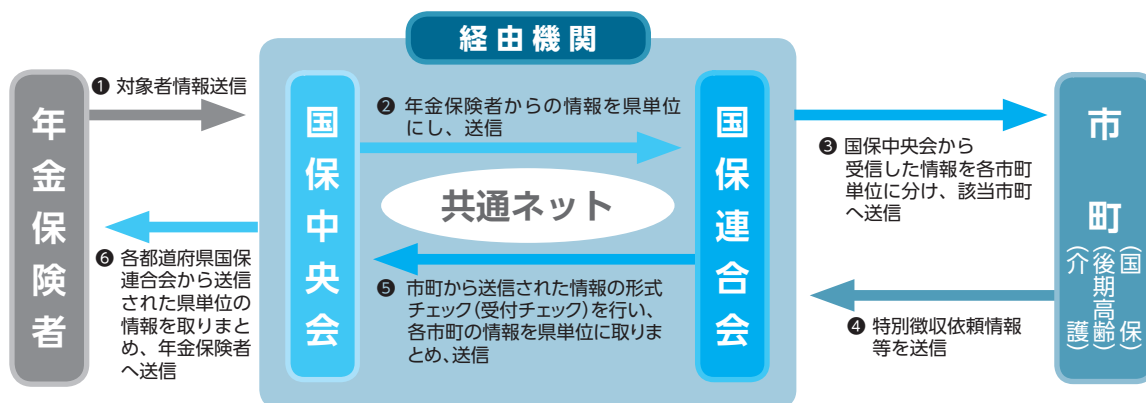 経由機関
年金保険者
❶ 対象者情報送信
❻ 各都道府県国保
連合会から送信
された県単位の
情報を取りまと
め、年金保険者
へ送信
国保中央会
❷ 年金保険者からの情報を県単位
にし、送信
共通ネット
❺ 市町から送信された情報の形式
チェック(受付チェック)を行い、
各市町の情報を県単位に取りま
とめ、送信
国保連合会
❸ 国保中央会から
受信した情報を各市町
単位に分け、該当市町
へ送信
❹ 特別徴収依頼情報
等を送信
市町
(国保)
(後期高齢)
(介護)